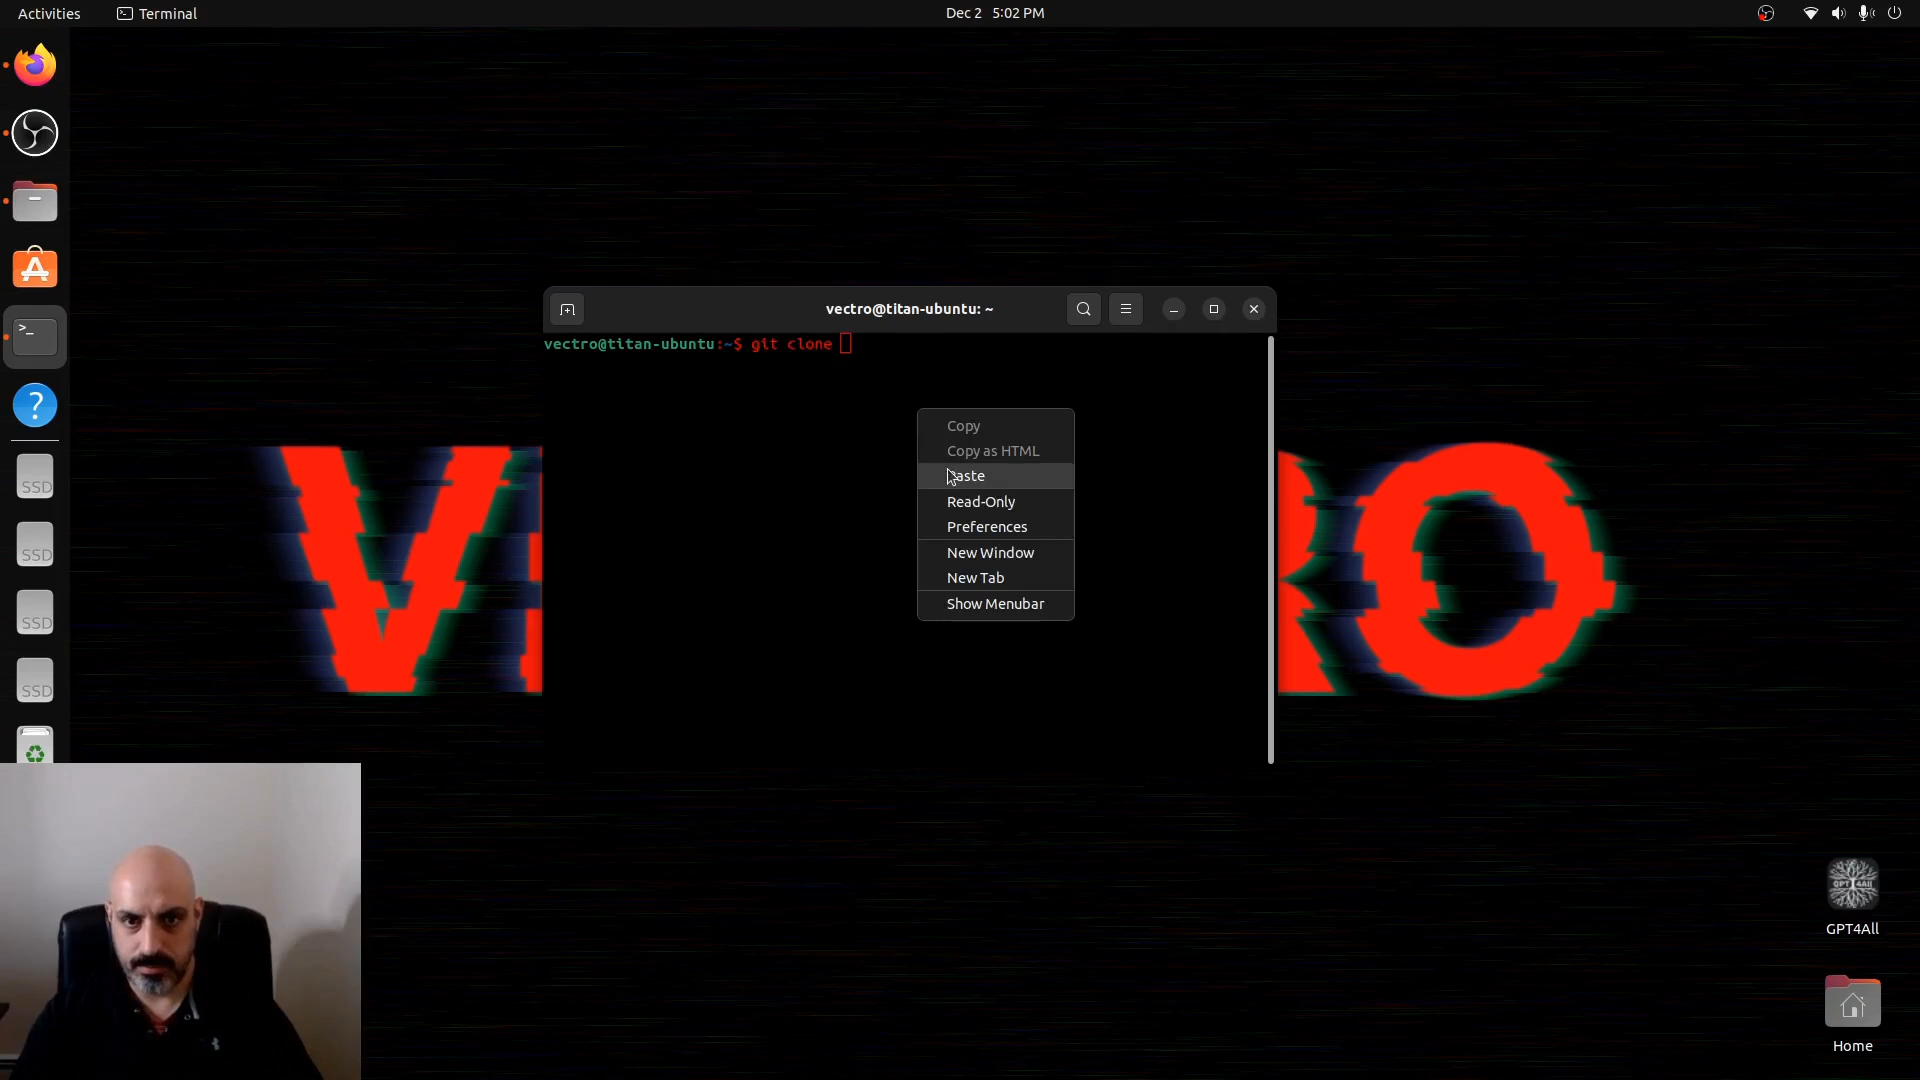 Activities
Terminal
Dec 2 5:02 PM
vectro@titan-ubuntu: ~
vectro@titan-ubuntu:~$ git clone
Copy
Copy as HTML
Paste
Read-Only
Preferences
New Window
New Tab
Show Menubar
SSD
SSD
SSD
SSD
GPT4All
GPT4All
Home